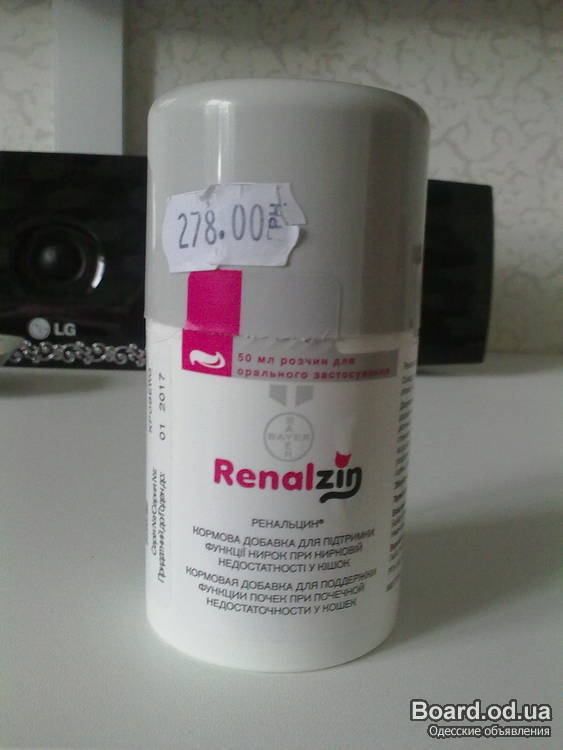 278.00
LG
50 мл розчин для
орального застосування
BAYER
Renalzin
РЕНАЛЬЦИН®
КОРМОВА ДОБАВКА ДЛЯ ПІДТРИМКИ
ФУНКЦІЇ НИРОК ПРИ НИРКОВІЙ
НЕДОСТАТНОСТІ У КІШОК
КОРМОВАЯ ДОБАВКА ДЛЯ ПОДДЕРЖКИ
ФУНКЦИИ ПОЧЕК ПРИ ПОЧЕЧНОЙ
НЕДОСТАТОЧНОСТИ У КОШЕК
01 2017
Board.od.ua
Одесские объявления